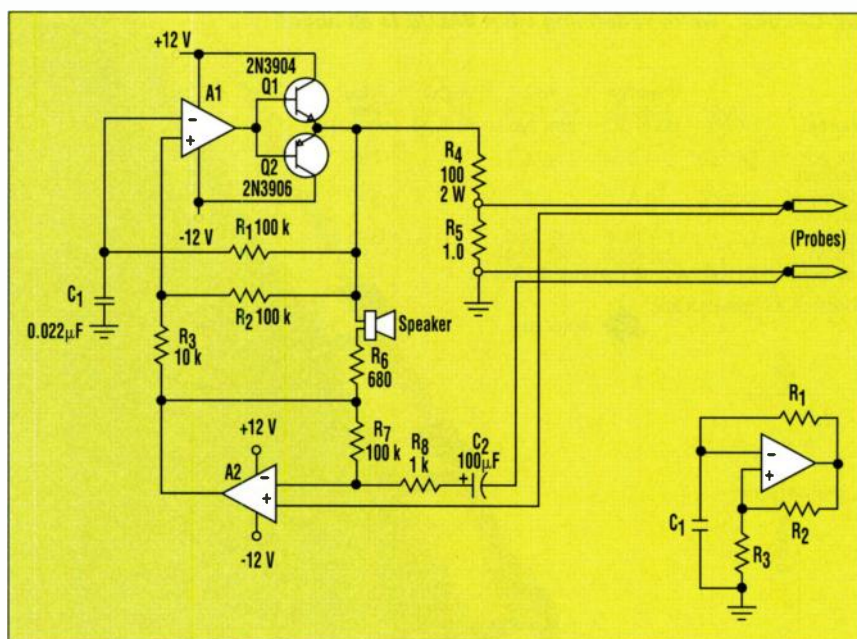 +12 V
2N3904
Q1
A1
-
+
Q2
2N3906
-12 V
R1 100 k
R2 100 k
C1
0.022µF
R3
10 k
Speaker
R6
680
R4
100
2 W
R5
1.0
(Probes)
+12 V
R7
100 k
R8
1 k
C2
100µF
+
A2
-
+
-12 V
R1
-
+
C1
R2
R3